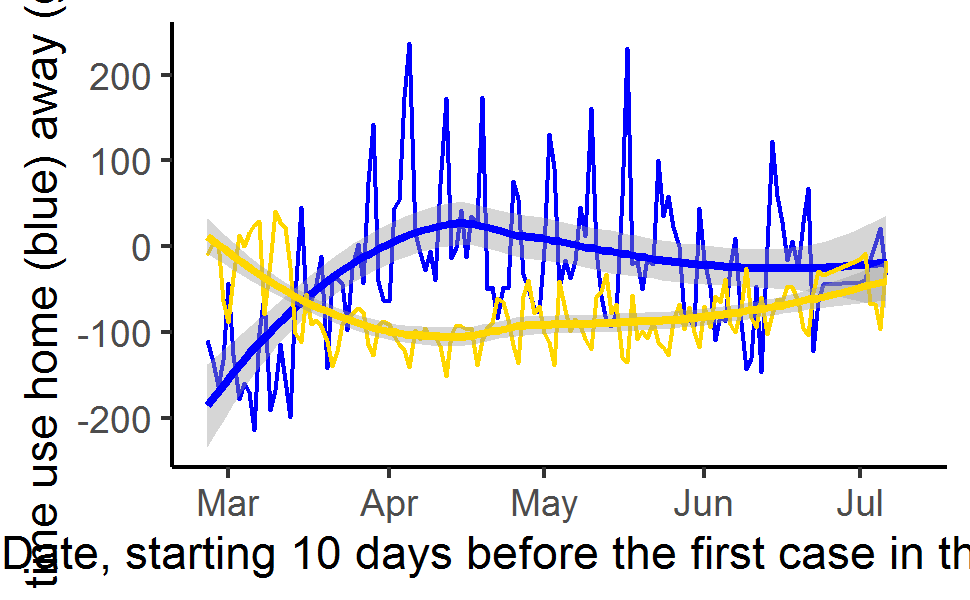 time use home (blue) away (
200
100
0
-100
-200
Mar Apr May Jun Jul
Date, starting 10 days before the first case in th